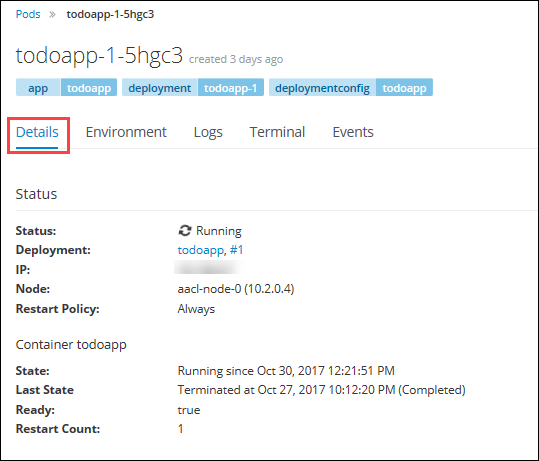 Pods » todoapp-1-5hgc3
todoapp-1-5hgc3 created 3 days ago
app todoapp deployment todoapp-1 deploymentconfig todoapp
Details Environment Logs Terminal Events
Status
Status: Running
Deployment: todoapp, #1
IP:
Node: aacl-node-0 (10.2.0.4)
Restart Policy: Always
Container todoapp
State: Running since Oct 30, 2017 12:21:51 PM
Last State Terminated at Oct 27, 2017 10:12:20 PM (Completed)
Ready: true
Restart Count: 1